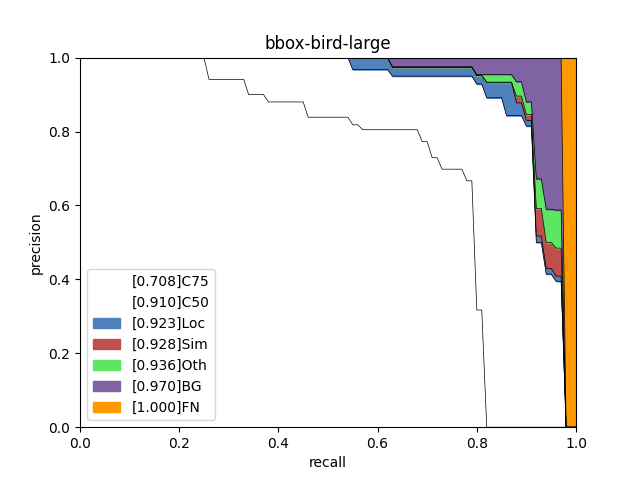 bbox-bird-large
1.0
0.8
0.6
0.4
0.2
0.0
precision
[0.708]C75
[0.910]C50
[0.923]Loc
[0.928]Sim
[0.936]Oth
[0.970]BG
[1.000]FN
0.0 0.2 0.4 0.6 0.8 1.0
recall